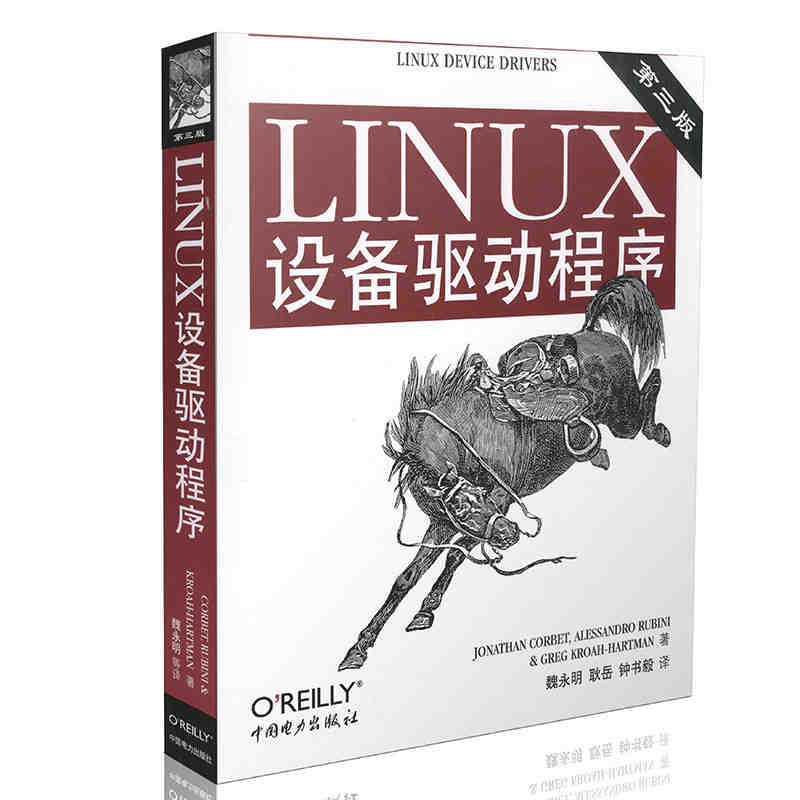 LINUX DEVICE DRIVERS
第三版
LINUX
设备驱动程序
JONATHAN CORBET, ALESSANDRO RUBINI
& GREG KROAH-HARTMAN 著
魏永明 耿岳 钟书毅 译
O'REILLY®
中国电力出版社
第三版
LINUX设备驱动程序
CORBET, RUBINI &
KROAH-HARTMAN 著
魏永明 等译
O'REILLY®
中国电力出版社